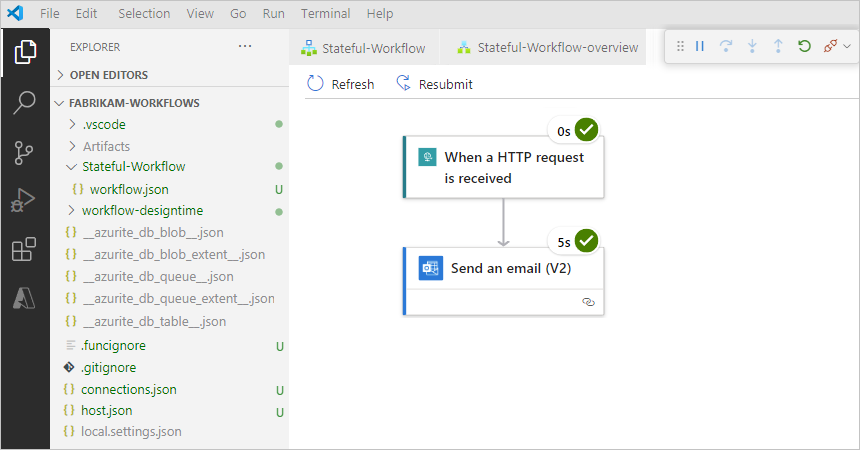 File Edit Selection View Go Run Terminal Help
EXPLORER ...
OPEN EDITORS
FABRIKAM-WORKFLOWS
.vscode
Artifacts
Stateful-Workflow
{} workflow.json U
workflow-designtime
{} __azurite_db_blob__.json
{} __azurite_db_blob_extent__.json
{} __azurite_db_queue__.json
{} __azurite_db_queue_extent__.json
{} __azurite_db_table__.json
.funcignore U
.gitignore
{} connections.json U
{} host.json U
{} local.settings.json
Stateful-Workflow Stateful-Workflow-overview
Refresh Resubmit
0s
When a HTTP request
is received
5s
Send an email (V2)